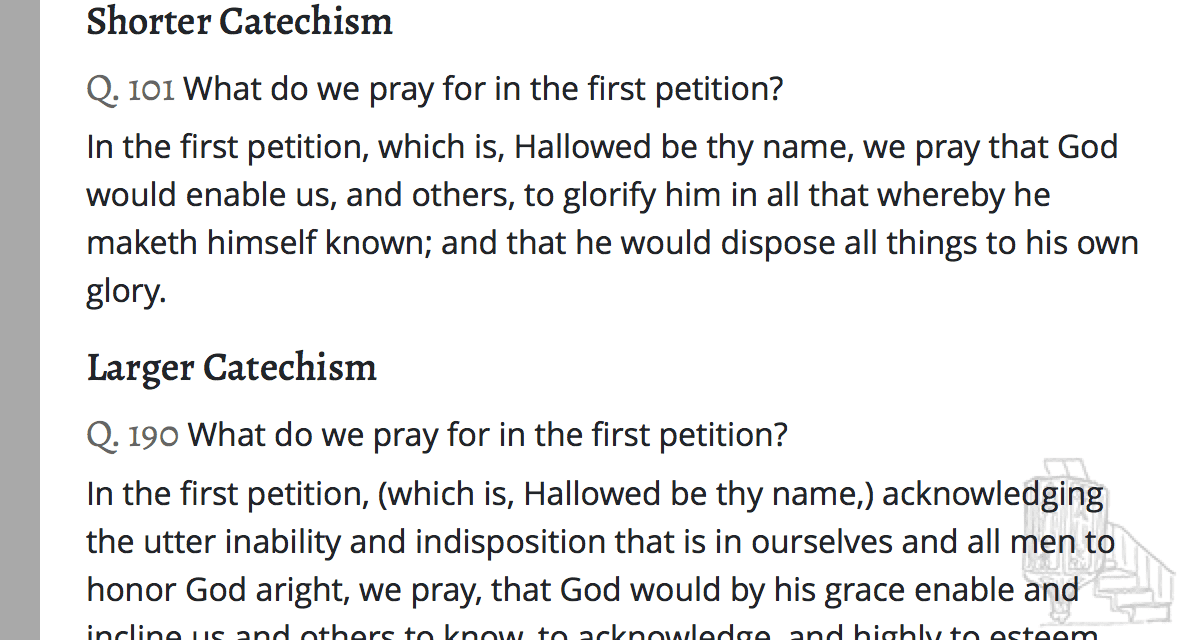 Shorter Catechism
Q. 101 What do we pray for in the first petition?
In the first petition, which is, Hallowed be thy name, we pray that God
would enable us, and others, to glorify him in all that whereby he
maketh himself known; and that he would dispose all things to his own
glory.
Larger Catechism
Q. 190 What do we pray for in the first petition?
In the first petition, (which is, Hallowed be thy name,) acknowledging
the utter inability and indisposition that is in ourselves and all men to
honor God aright, we pray, that God would by his grace enable and
incline us and others to know, to acknowledge, and highly to esteem